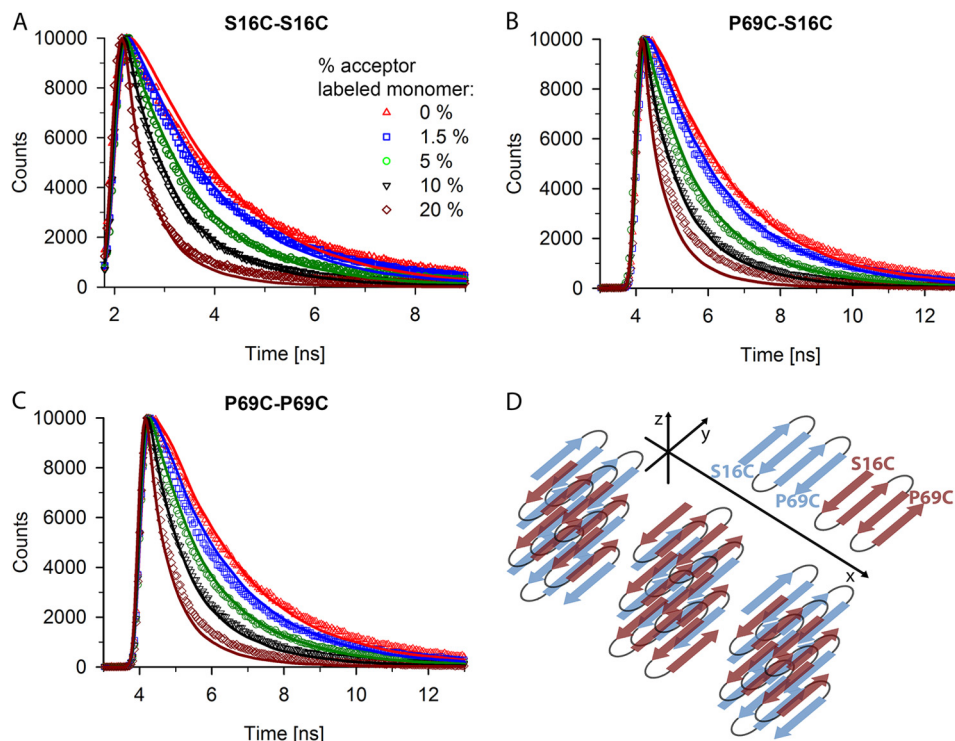 A
S16C-S16C
10000
8000
6000
4000
2000
0
Counts
2
4
6
8
Time [ns]
% acceptor
labeled monomer:
0 %
1.5 %
5 %
10 %
20 %
B
P69C-S16C
10000
8000
6000
4000
2000
0
Counts
4
6
8
10
12
Time [ns]
C
P69C-P69C
10000
8000
6000
4000
2000
0
Counts
4
6
8
10
12
Time [ns]
D
z
y
x
S16C
P69C
S16C
P69C